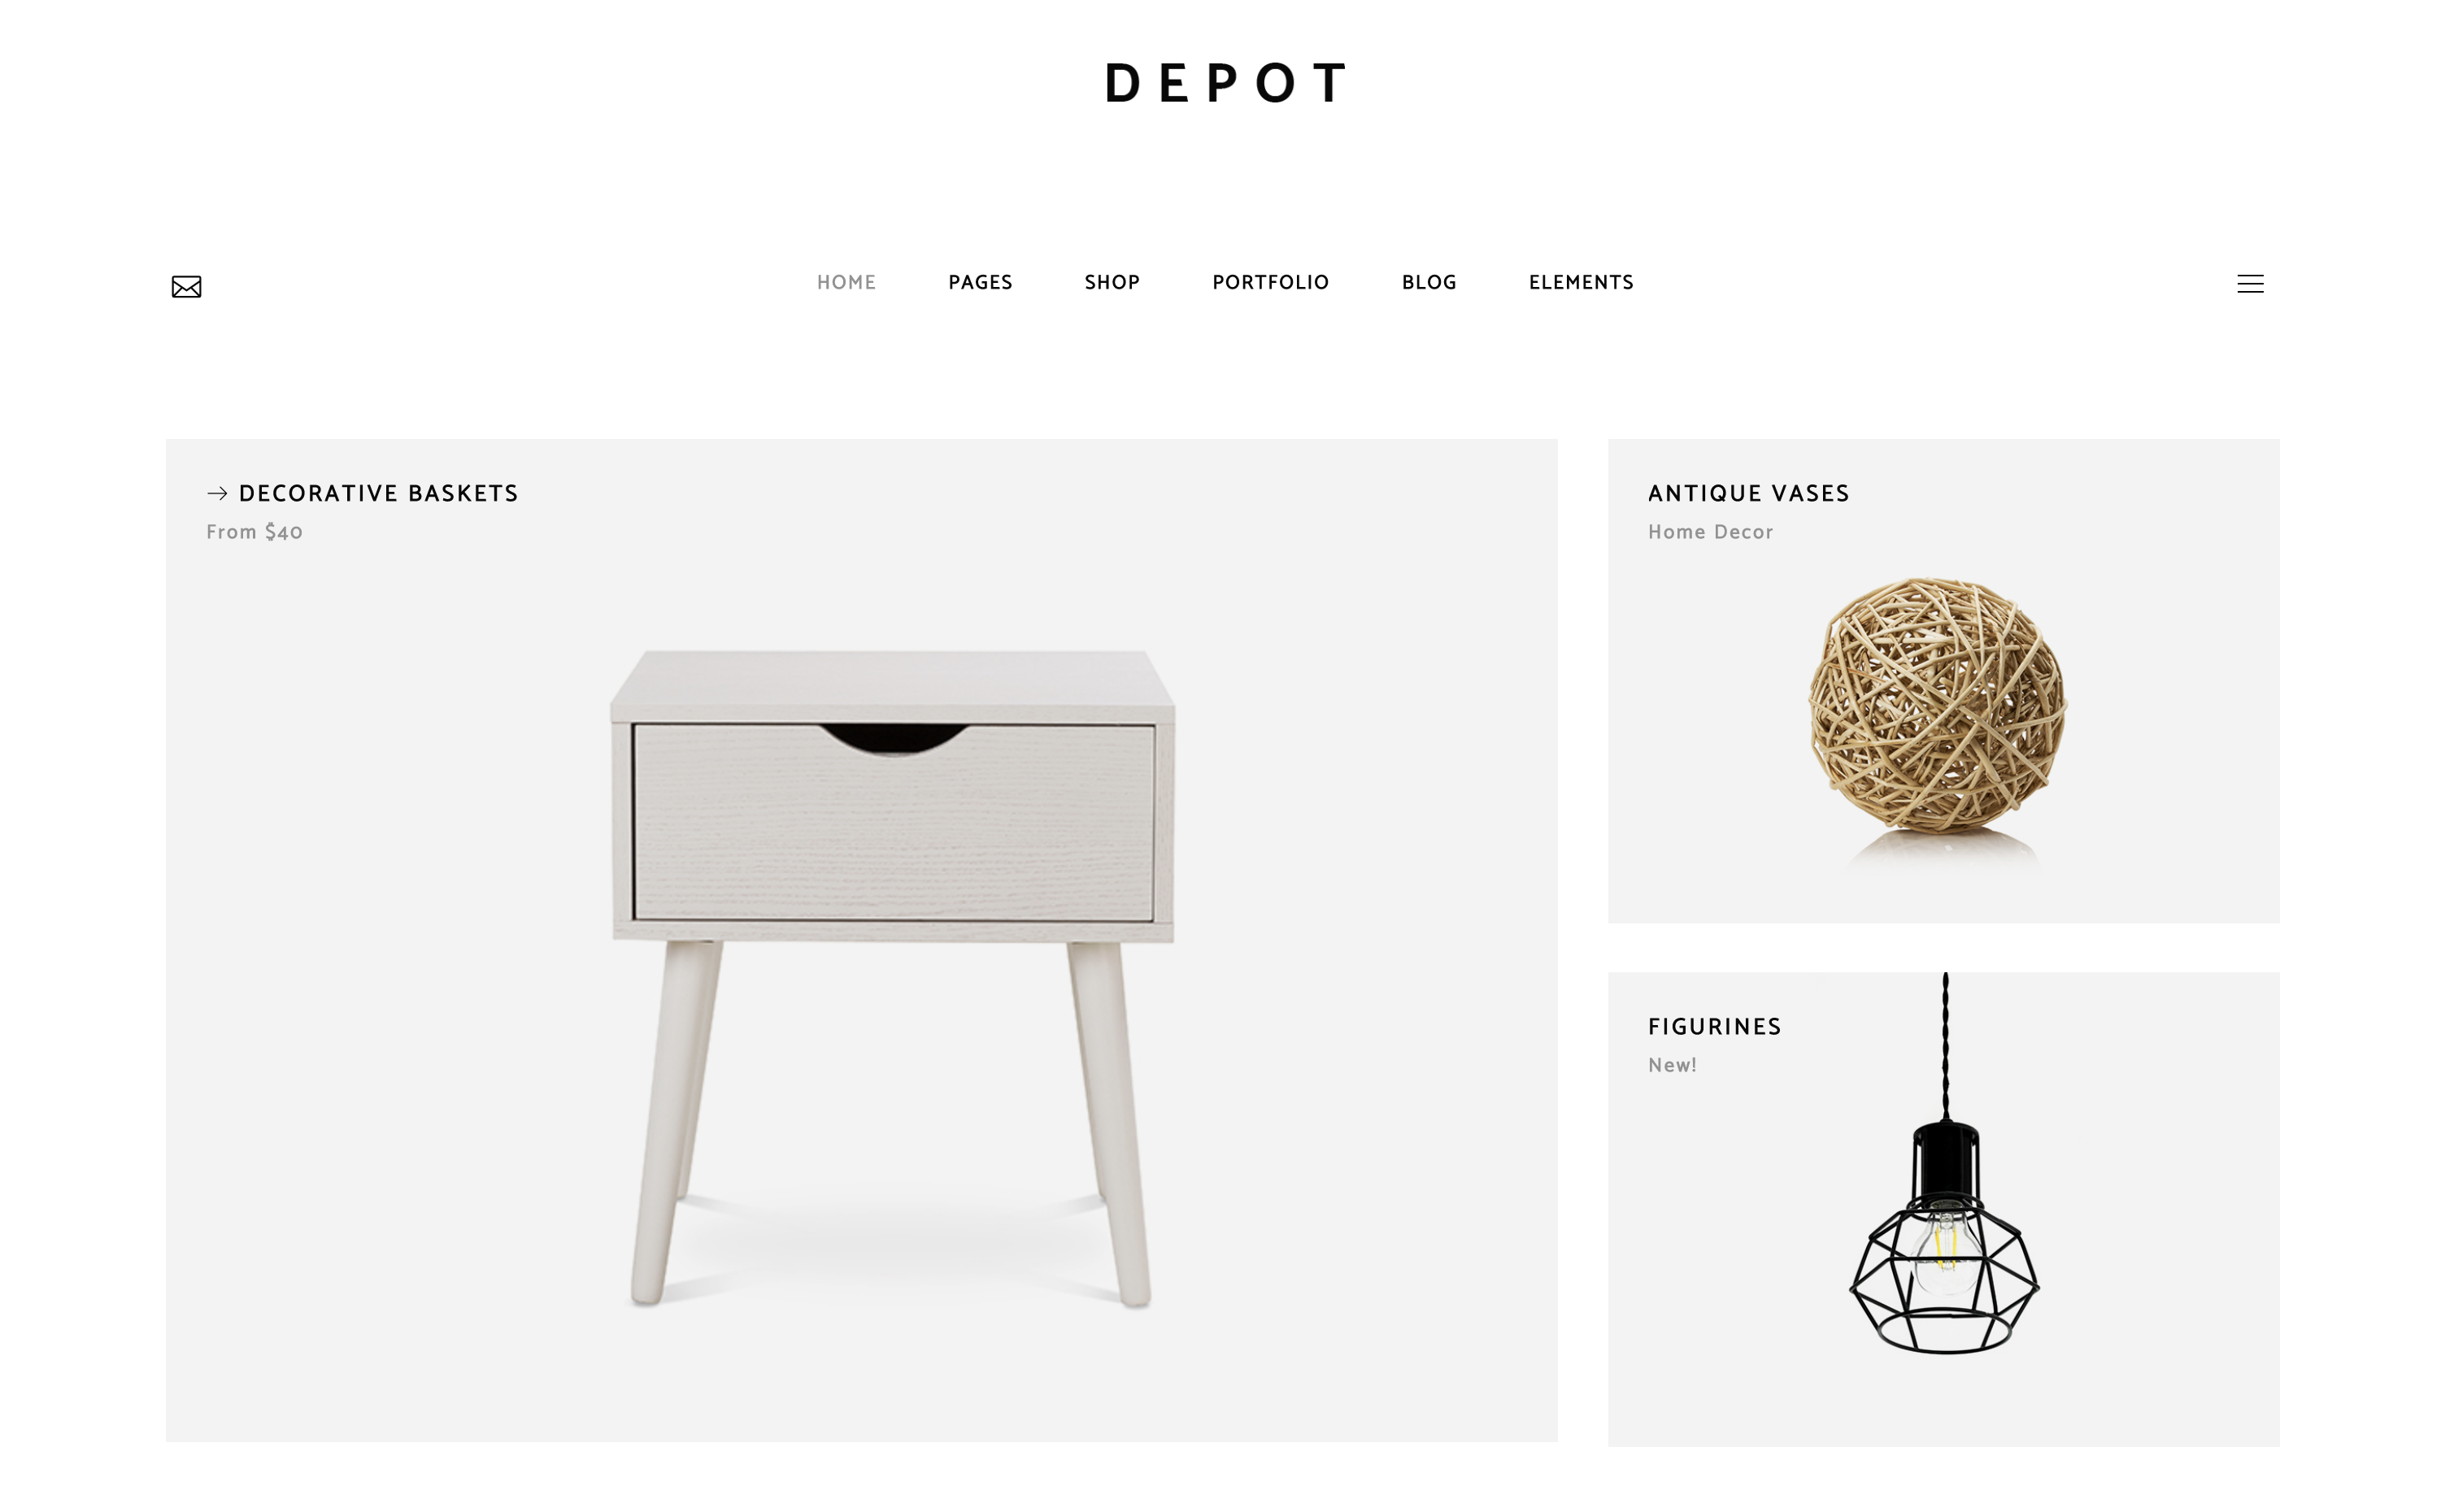 DEPOT
HOME PAGES SHOP PORTFOLIO BLOG ELEMENTS
→ DECORATIVE BASKETS
From $40
ANTIQUE VASES
Home Decor
FIGURINES
New!